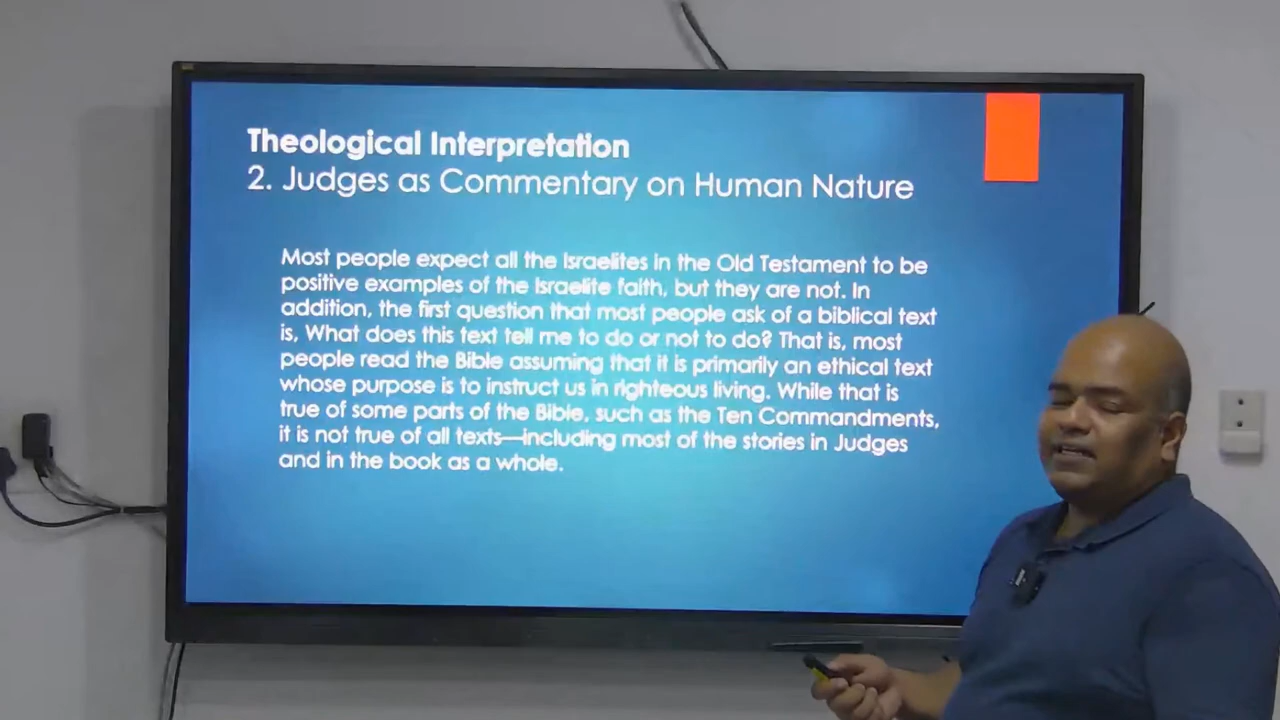 Theological Interpretation
2. Judges as Commentary on Human Nature
Most people expect all the Israelites in the Old Testament to be
positive examples of the Israelite faith, but they are not. In
addition, the first question that most people ask of a biblical text
is, What does this text tell me to do or not to do? That is, most
people read the Bible assuming that it is primarily an ethical text
whose purpose is to instruct us in righteous living. While that is
true of some parts of the Bible, such as the Ten Commandments,
it is not true of all texts—including most of the stories in Judges
and in the book as a whole.